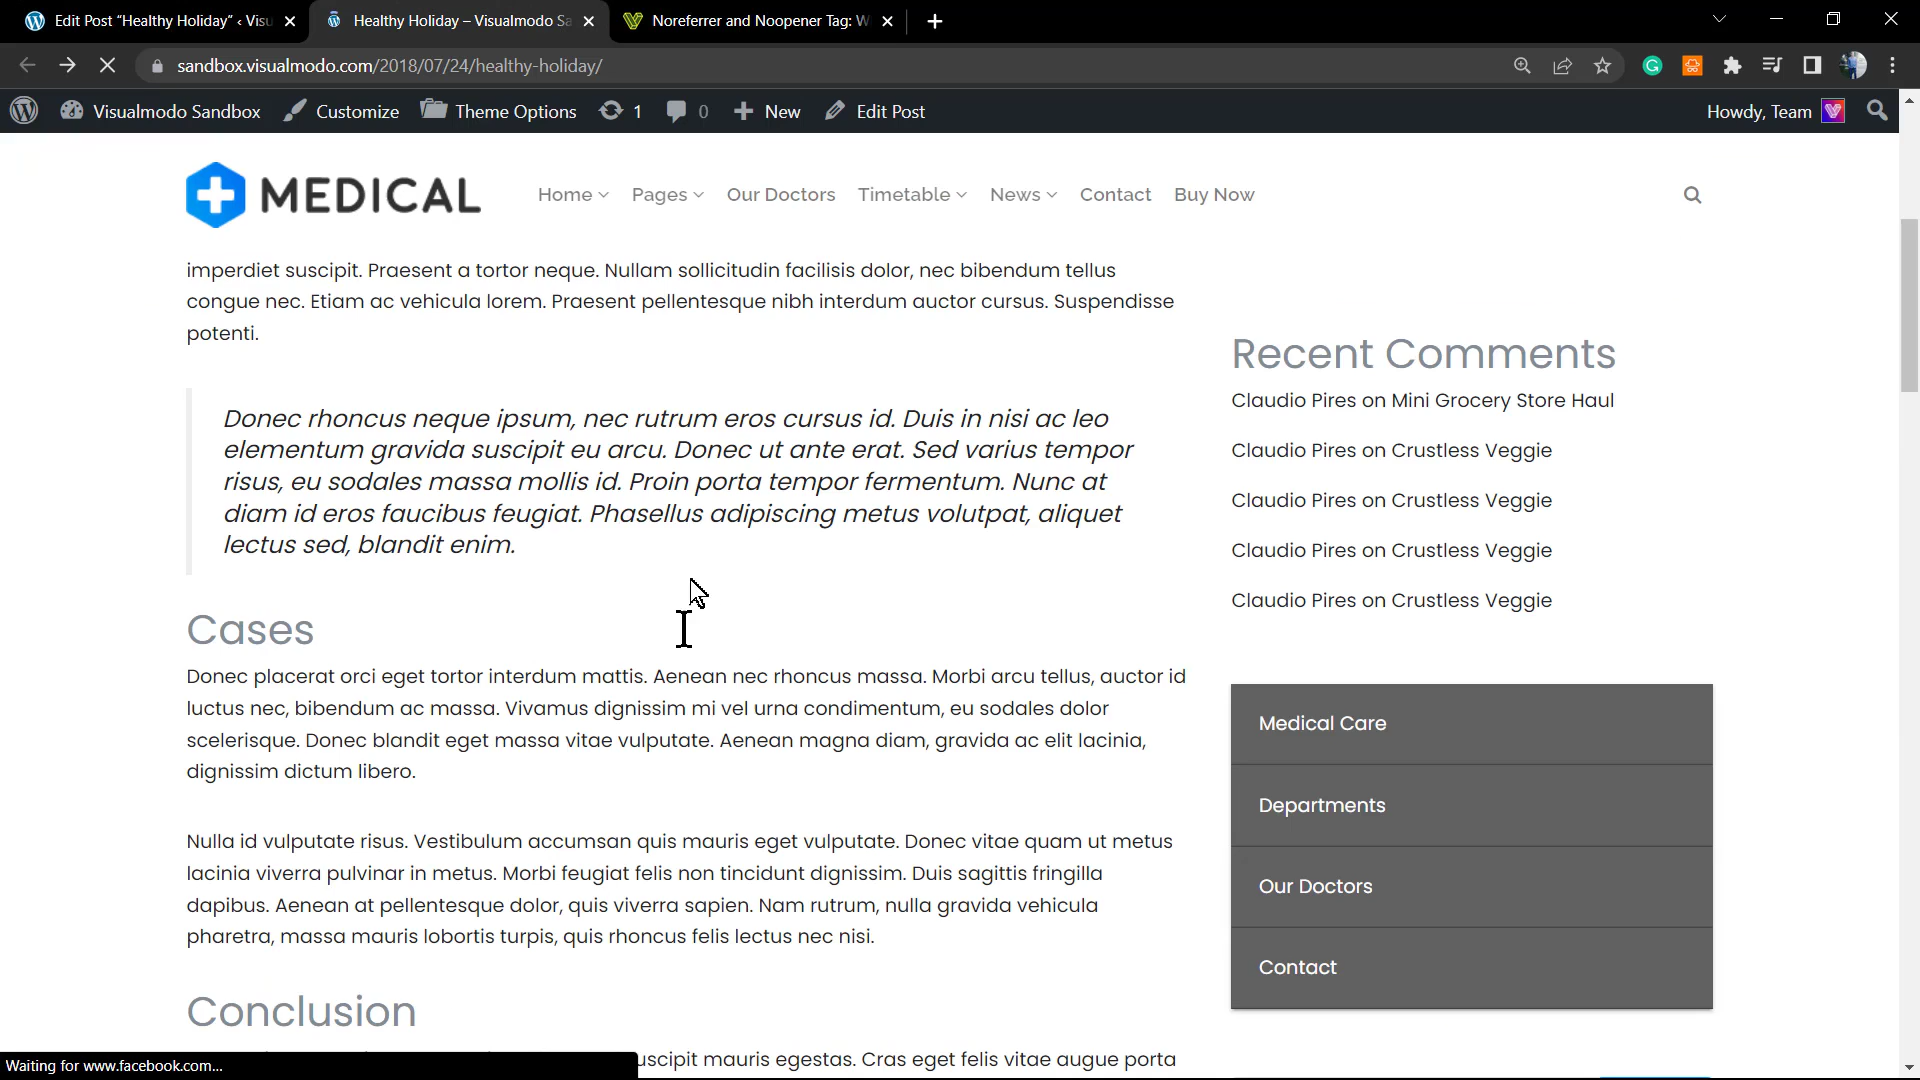 Edit Post “Healthy Holiday” ‹ Visu
Healthy Holiday – Visualmodo Sa
Noreferrer and Noopener Tag: W
sandbox.visualmodo.com/2018/07/24/healthy-holiday/
Visualmodo Sandbox
Customize
Theme Options
1
0
New
Edit Post
Howdy, Team
MEDICAL
Home
Pages
Our Doctors
Timetable
News
Contact
Buy Now
imperdiet suscipit. Praesent a tortor neque. Nullam sollicitudin facilisis dolor, nec bibendum tellus
congue nec. Etiam ac vehicula lorem. Praesent pellentesque nibh interdum auctor cursus. Suspendisse
potenti.
Donec rhoncus neque ipsum, nec rutrum eros cursus id. Duis in nisi ac leo
elementum gravida suscipit eu arcu. Donec ut ante erat. Sed varius tempor
risus, eu sodales massa mollis id. Proin porta tempor fermentum. Nunc at
diam id eros faucibus feugiat. Phasellus adipiscing metus volutpat, aliquet
lectus sed, blandit enim.
Cases
Donec placerat orci eget tortor interdum mattis. Aenean nec rhoncus massa. Morbi arcu tellus, auctor id
luctus nec, bibendum ac massa. Vivamus dignissim mi vel urna condimentum, eu sodales dolor
scelerisque. Donec blandit eget massa vitae vulputate. Aenean magna diam, gravida ac elit lacinia,
dignissim dictum libero.
Nulla id vulputate risus. Vestibulum accumsan quis mauris eget vulputate. Donec vitae quam ut metus
lacinia viverra pulvinar in metus. Morbi feugiat felis non tincidunt dignissim. Duis sagittis fringilla
dapibus. Aenean at pellentesque dolor, quis viverra sapien. Nam rutrum, nulla gravida vehicula
pharetra, massa mauris lobortis turpis, quis rhoncus felis lectus nec nisi.
Conclusion
uscipit mauris egestas. Cras eget felis vitae augue porta
Recent Comments
Claudio Pires on Mini Grocery Store Haul
Claudio Pires on Crustless Veggie
Claudio Pires on Crustless Veggie
Claudio Pires on Crustless Veggie
Claudio Pires on Crustless Veggie
Medical Care
Departments
Our Doctors
Contact
Waiting for www.facebook.com...